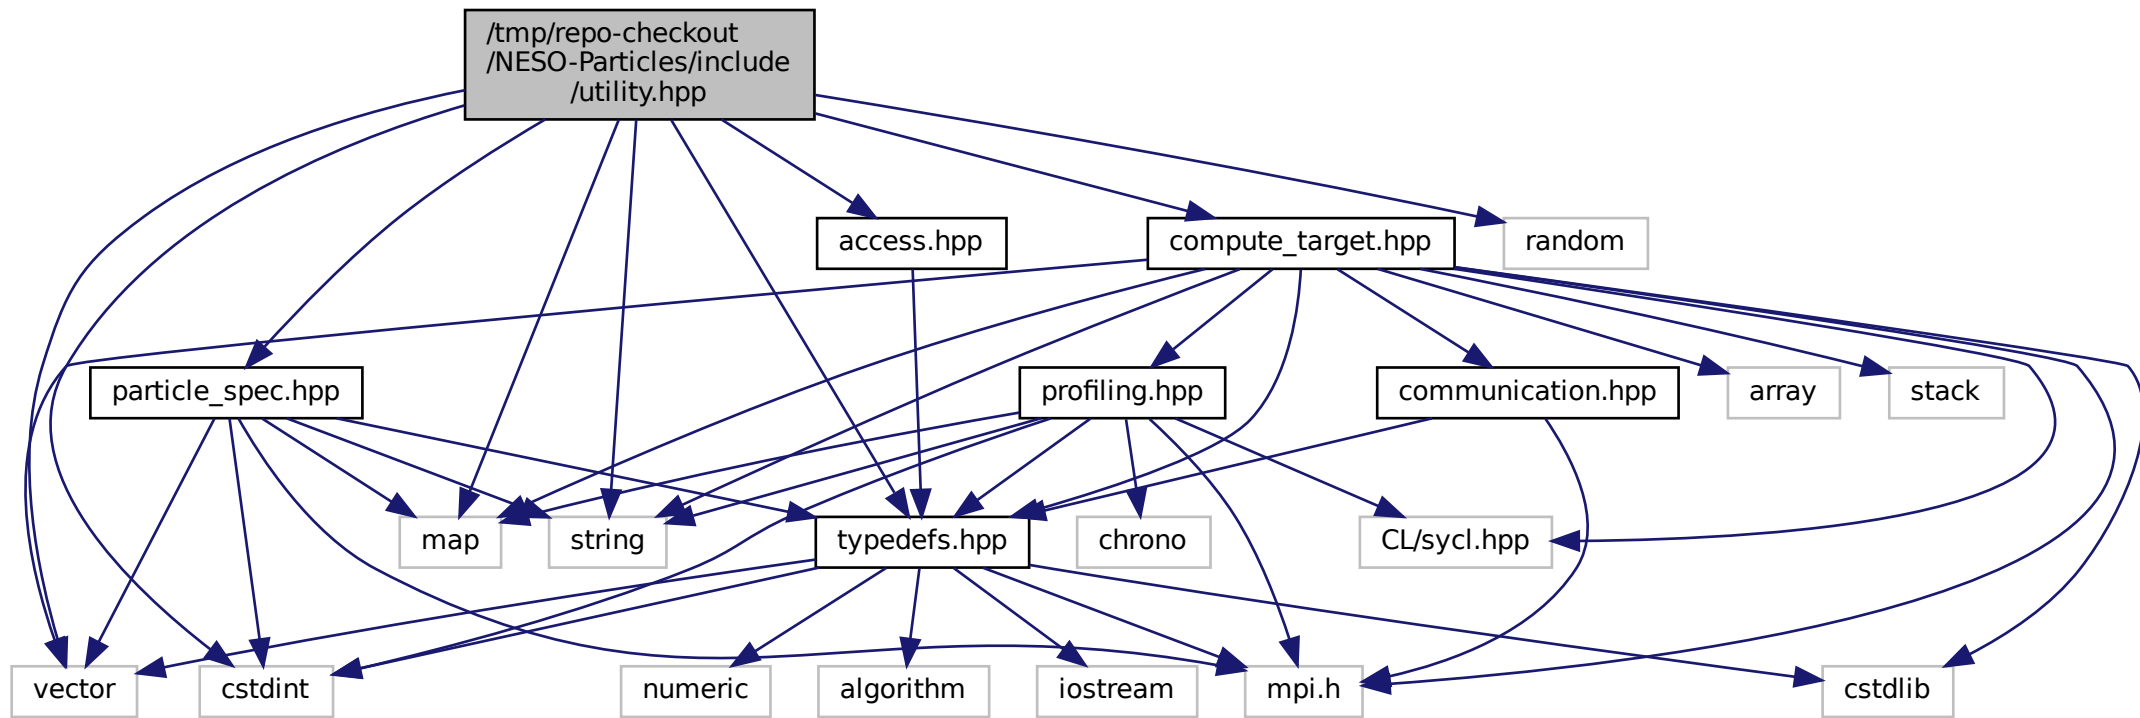 /tmp/repo-checkout
/NESO-Particles/include
/utility.hpp
access.hpp
compute_target.hpp
random
particle_spec.hpp
profiling.hpp
communication.hpp
array
stack
map
string
typedefs.hpp
chrono
CL/sycl.hpp
vector
cstdint
numeric
algorithm
iostream
mpi.h
cstdlib